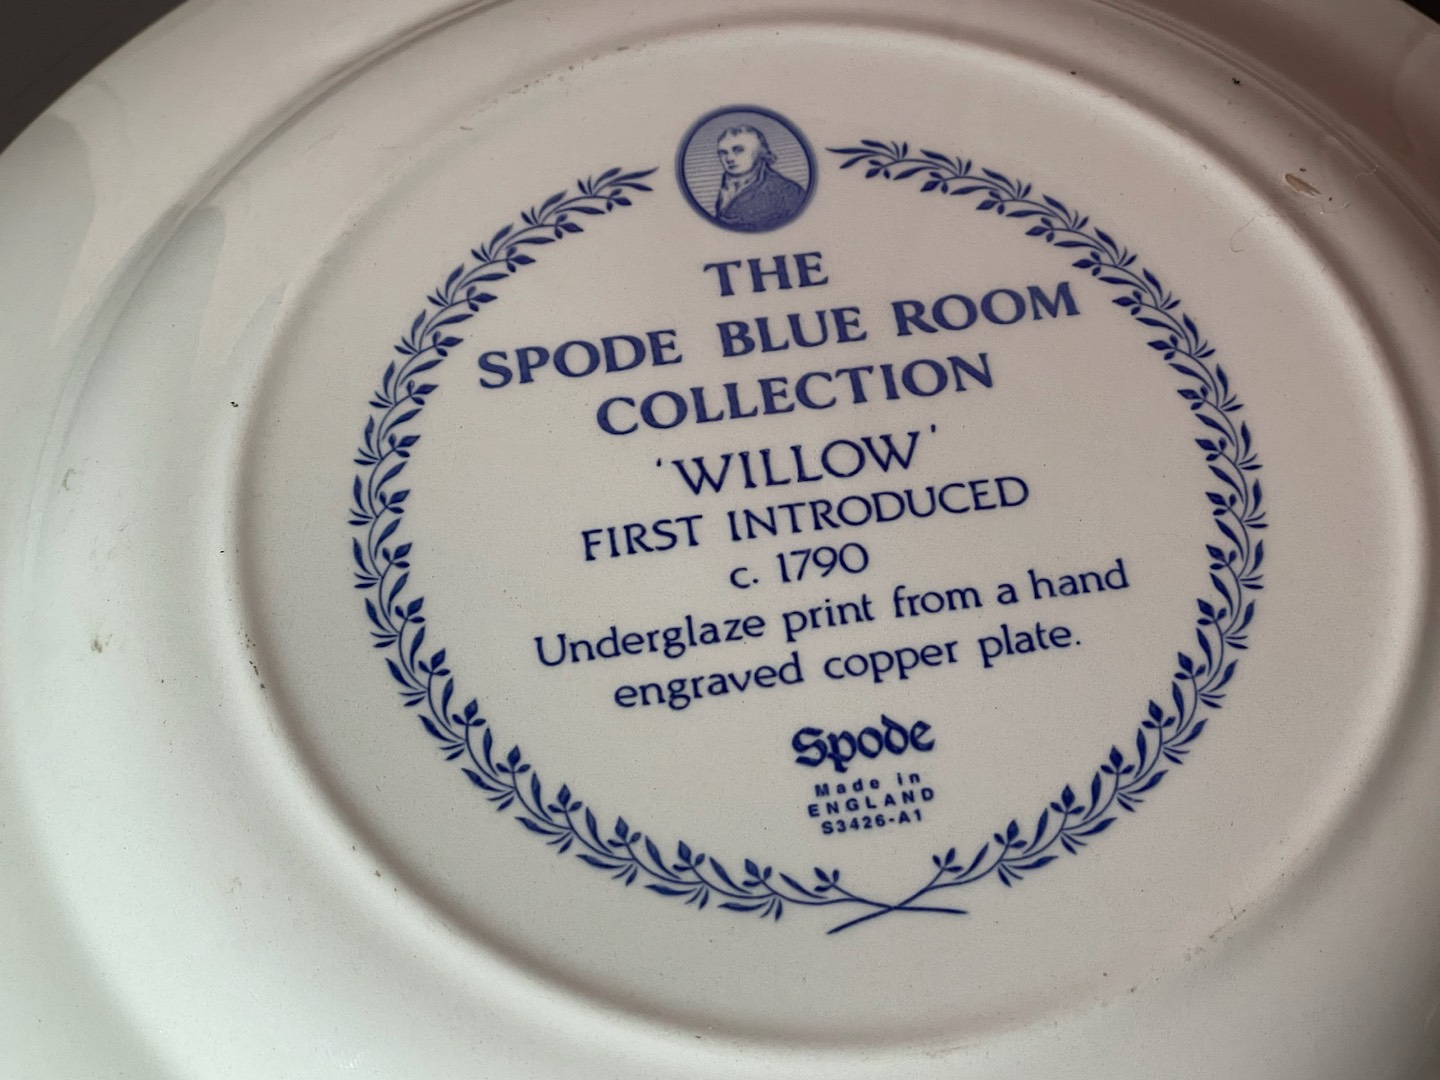 THE
SPODE BLUE ROOM
COLLECTION
'WILLOW'
FIRST INTRODUCED
c. 1790
Underglaze print from a hand
engraved copper plate.
Spode
Made in
ENGLAND
S3426-A1